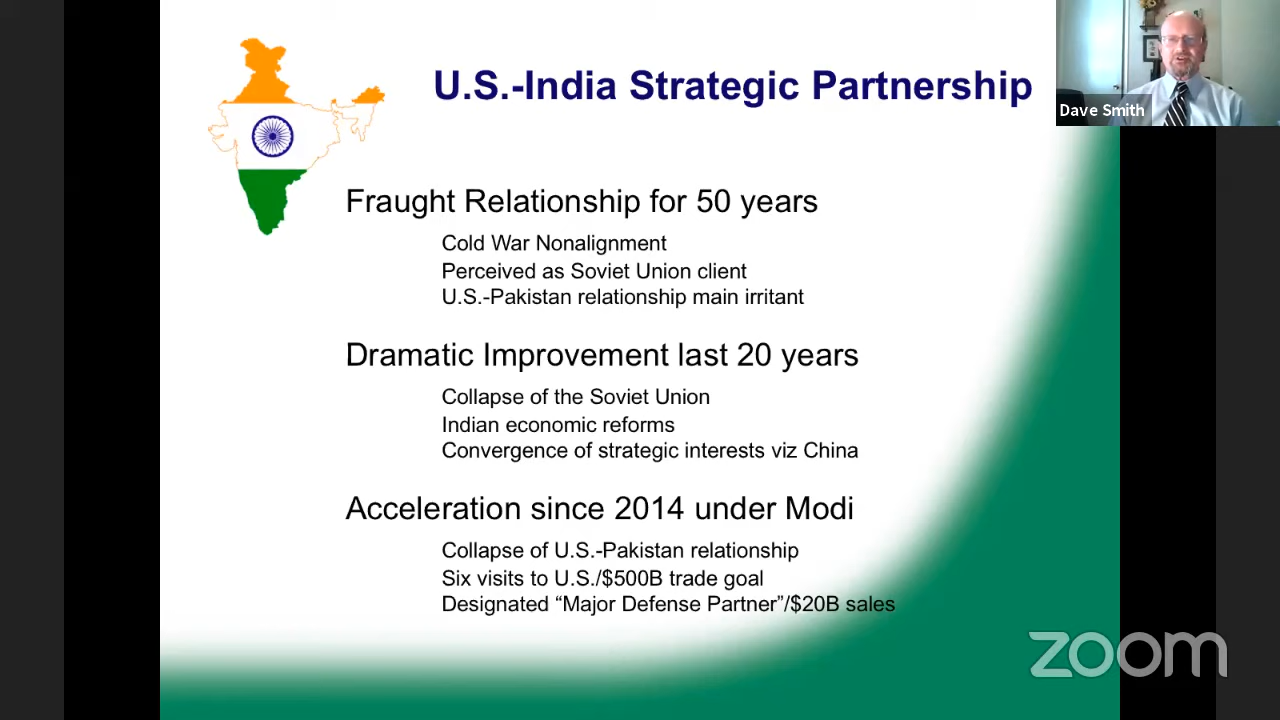 U.S.-India Strategic Partnership
Dave Smith
Fraught Relationship for 50 years
Cold War Nonalignment
Perceived as Soviet Union client
U.S.-Pakistan relationship main irritant
Dramatic Improvement last 20 years
Collapse of the Soviet Union
Indian economic reforms
Convergence of strategic interests viz China
Acceleration since 2014 under Modi
Collapse of U.S.-Pakistan relationship
Six visits to U.S./$500B trade goal
Designated “Major Defense Partner”/$20B sales
zoom